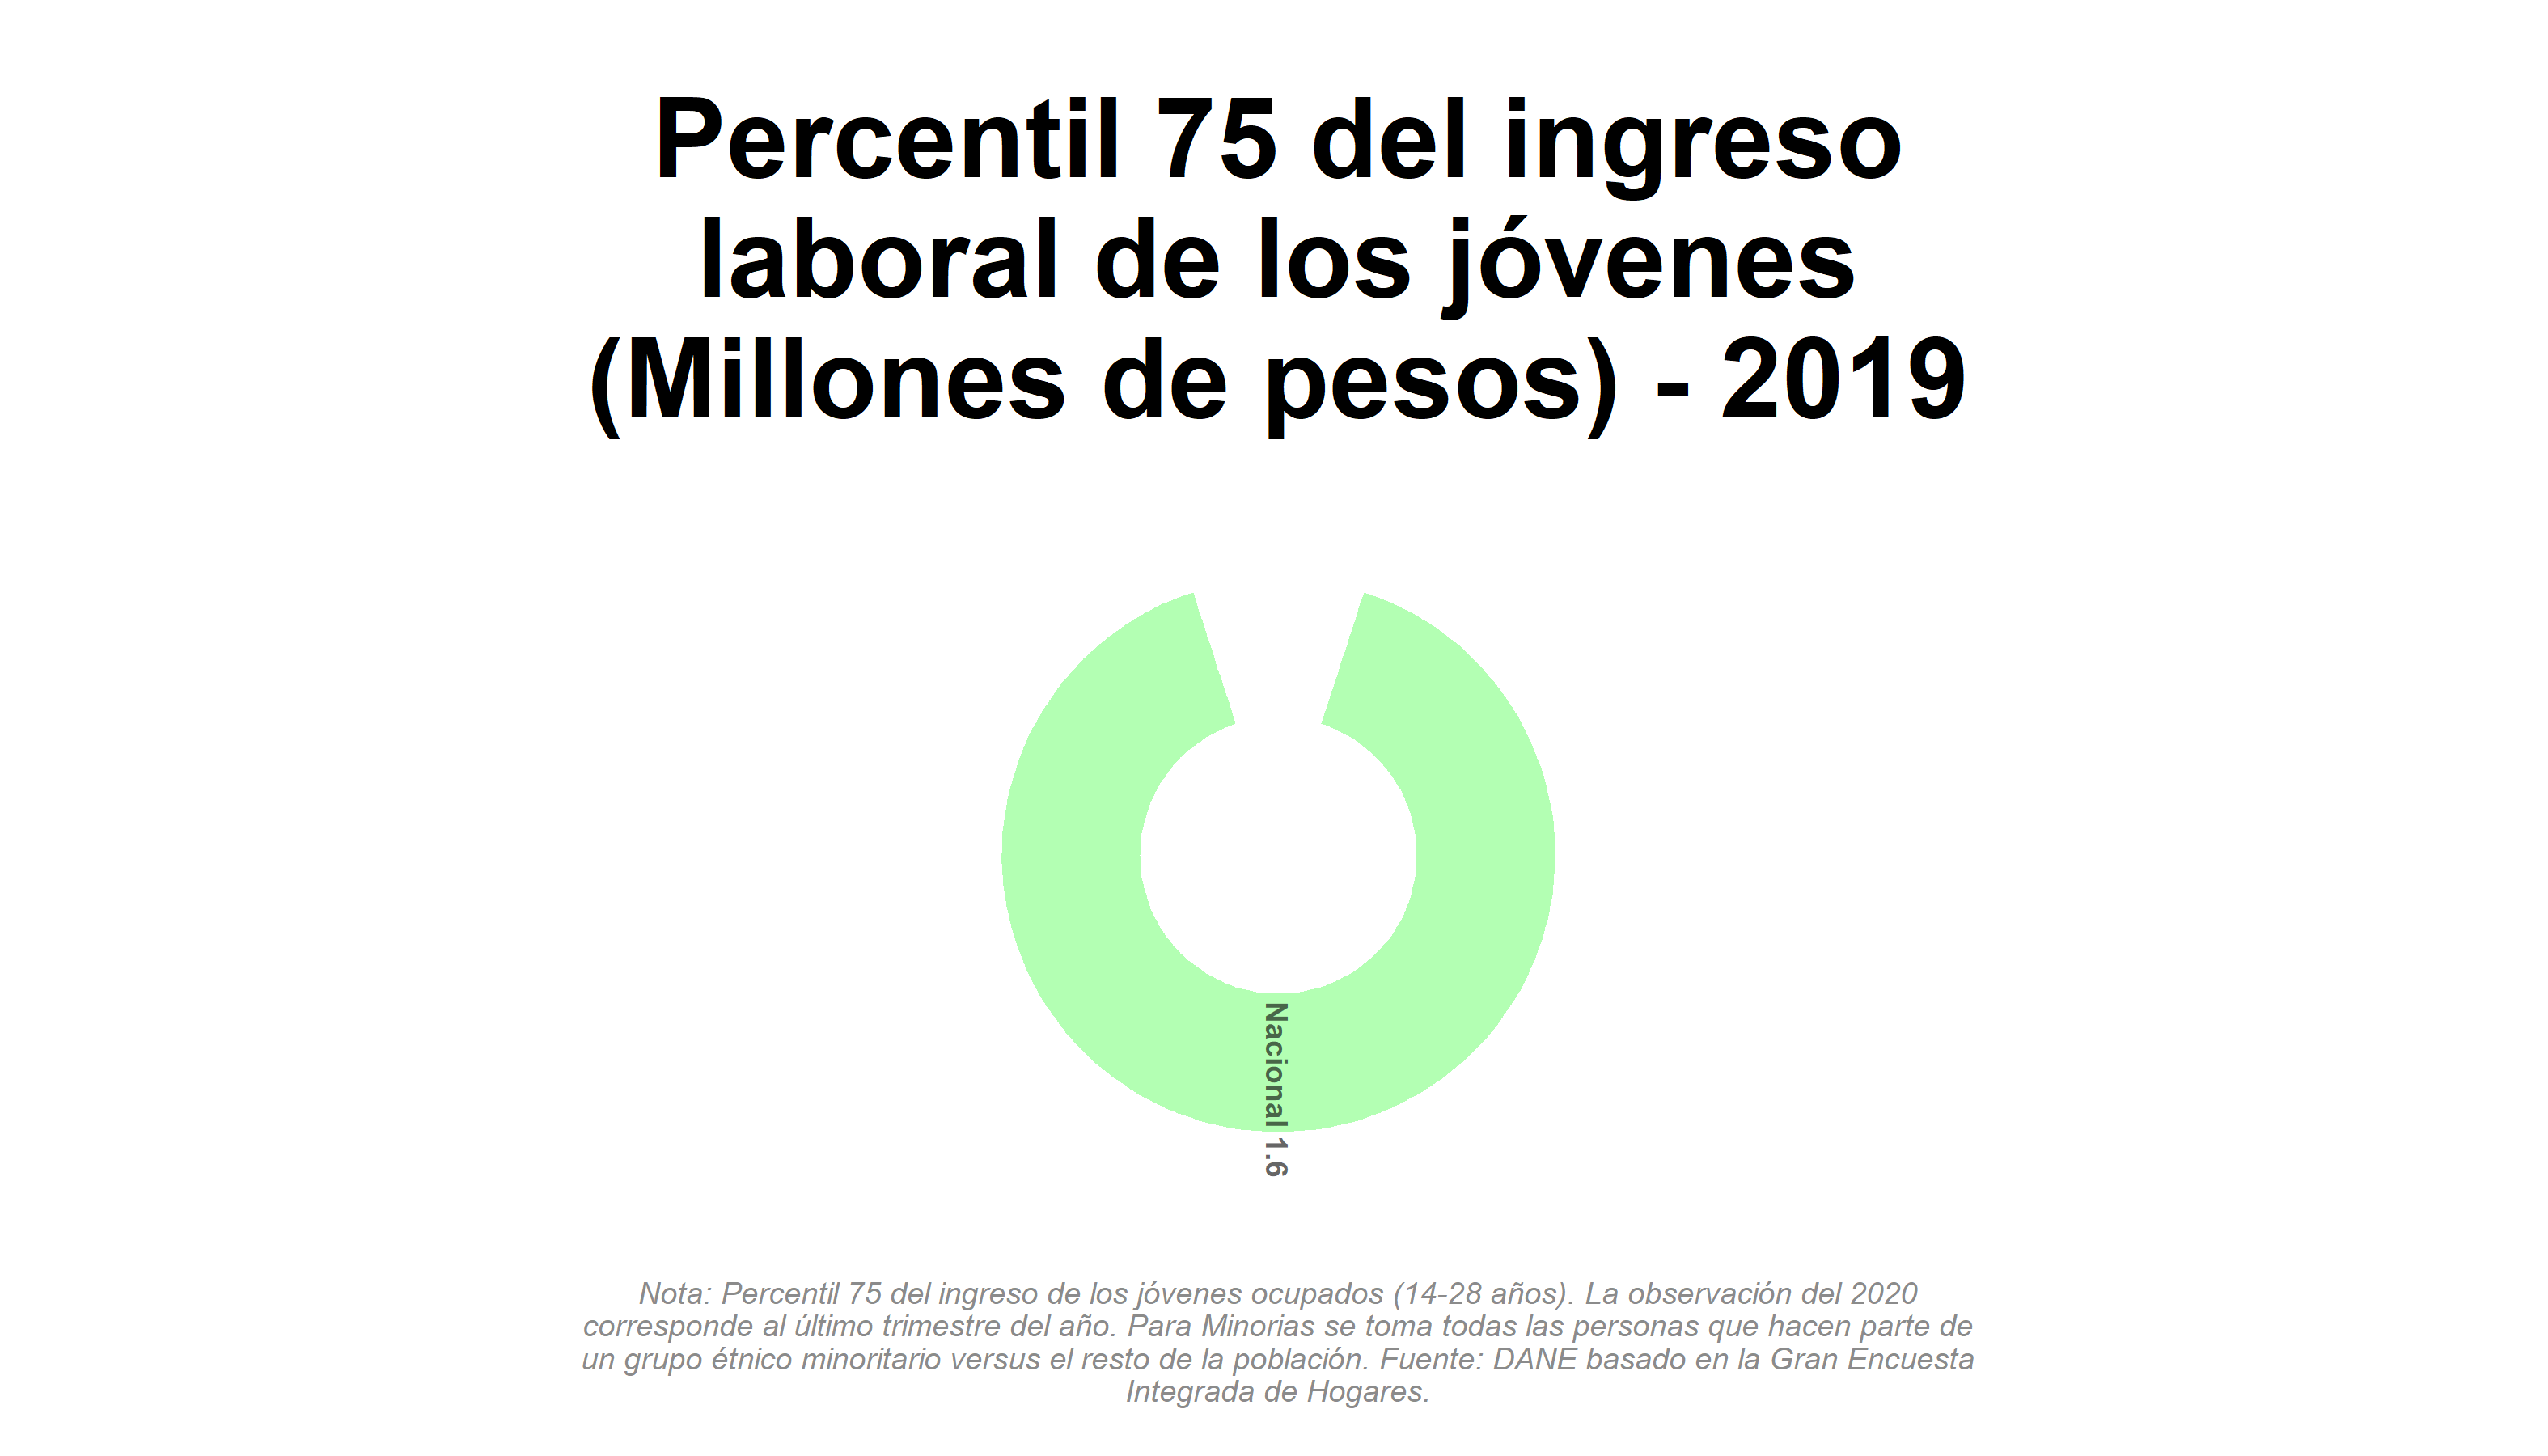 Percentil 75 del ingreso
laboral de los jóvenes
(Millones de pesos) - 2019
Nacional 1.6
Nota: Percentil 75 del ingreso de los jóvenes ocupados (14-28 años). La observación del 2020
corresponde al último trimestre del año. Para Minorias se toma todas las personas que hacen parte de
un grupo étnico minoritario versus el resto de la población. Fuente: DANE basado en la Gran Encuesta
Integrada de Hogares.